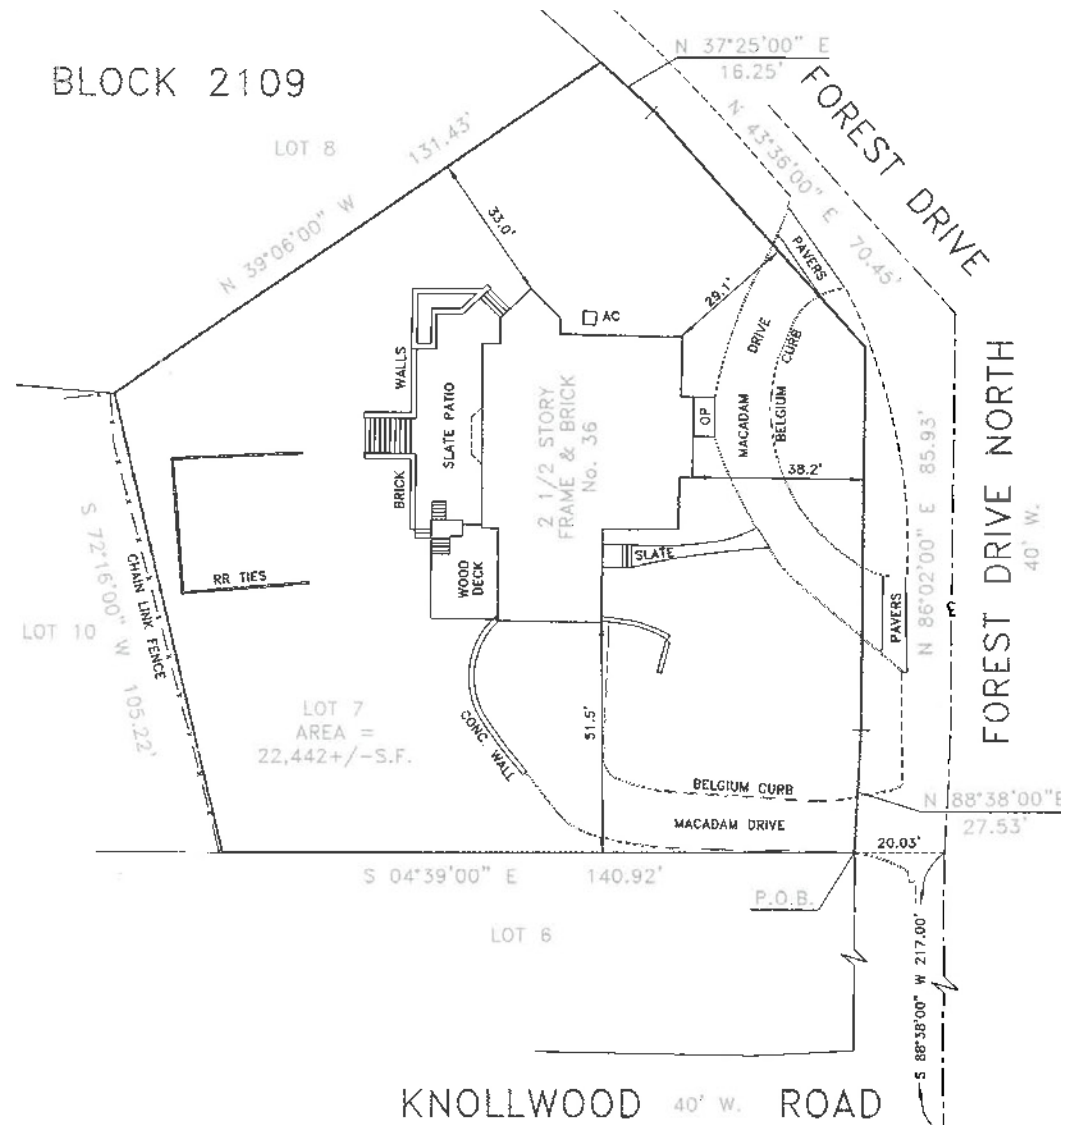 N 37°25'00" E
16.25'
BLOCK 2109
FOREST DRIVE
N 43°36'00" E 70.45'
LOT 8
131.43'
N 39°06'00" W
33.0'
PAVERS
29.1'
AC
DRIVE
CURB
WALLS
SLATE PATIO
2 1/2 STORY
FRAME & BRICK
No. 36
OP
MACADAM
BELGIUM
38.2'
BRICK
FOREST DRIVE NORTH
40' W.
N 86°02'00" E 85.93'
SLATE
WOOD
DECK
RR TIES
CHAIN LINK FENCE
S 72°16'00" W 105.22'
PAVERS
LOT 10
LOT 7
AREA =
22,442+/-S.F.
CONC. WALL
51.5'
BELGIUM CURB
MACADAM DRIVE
N 88°38'00"E
27.53'
20.03'
S 04°39'00" E 140.92'
P.O.B.
LOT 6
S 88°38'00" W 217.00'
KNOLLWOOD 40' W. ROAD